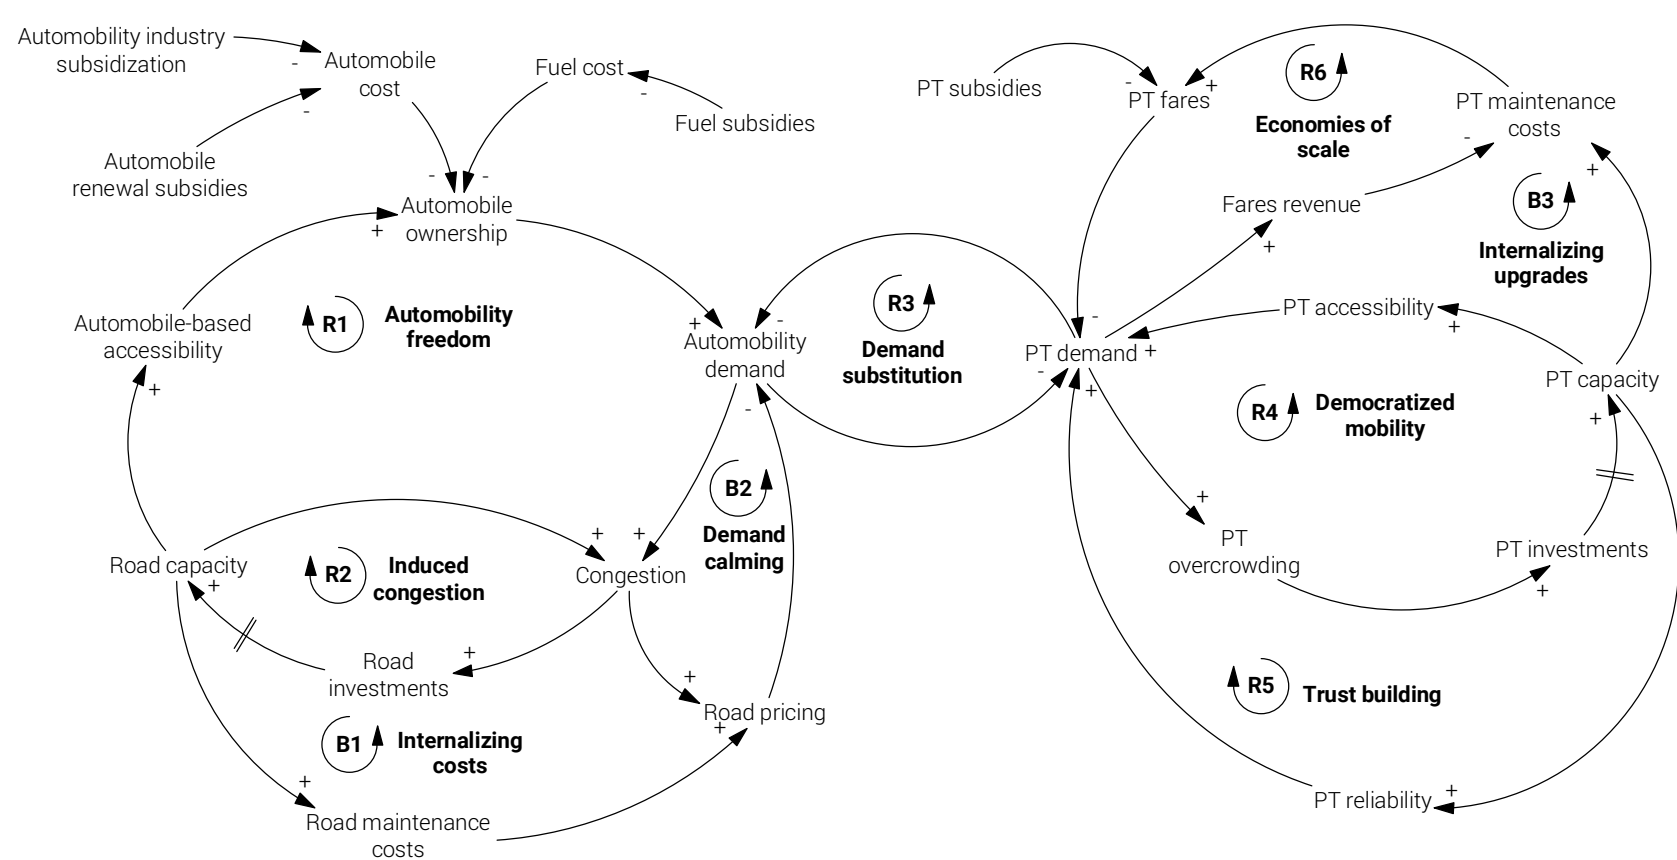 Automobility industry
subsidization
-
Automobile
cost
-
Automobile
renewal subsidies
Fuel cost
-
Fuel subsidies
- -
Automobile
ownership
+
R1
Automobility
freedom
Automobile-based
accessibility
+
+
-
Automobility
demand
-
R3
Demand
substitution
B2
Demand
calming
Road capacity
+
R2
Induced
congestion
+ +
Congestion
Road
investments
+
+
Road pricing
+
B1
Internalizing
costs
+
Road maintenance
costs
PT subsidies
-
PT fares
+
R6
Economies of
scale
PT maintenance
costs
-
+
Fares revenue
+
B3
Internalizing
upgrades
PT accessibility
+
-
PT demand
+
-
+
PT capacity
+
R4
Democratized
mobility
+
PT
overcrowding
PT investments
+
R5
Trust building
PT reliability
+